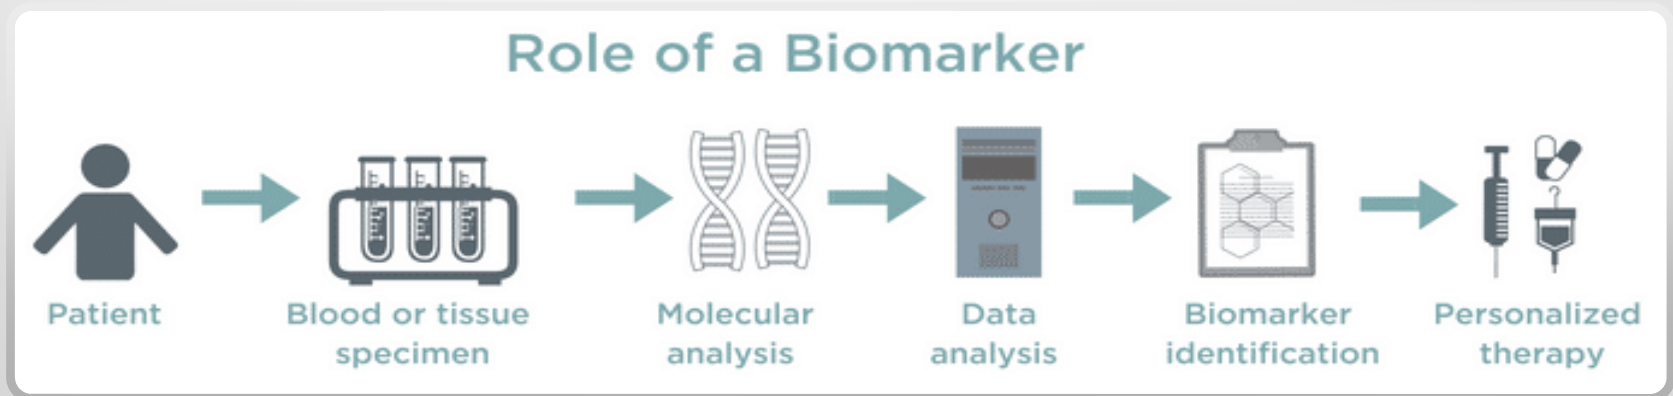 Role of a Biomarker
Patient
Blood or tissue
specimen
Molecular
analysis
Data
analysis
Biomarker
identification
Personalized
therapy